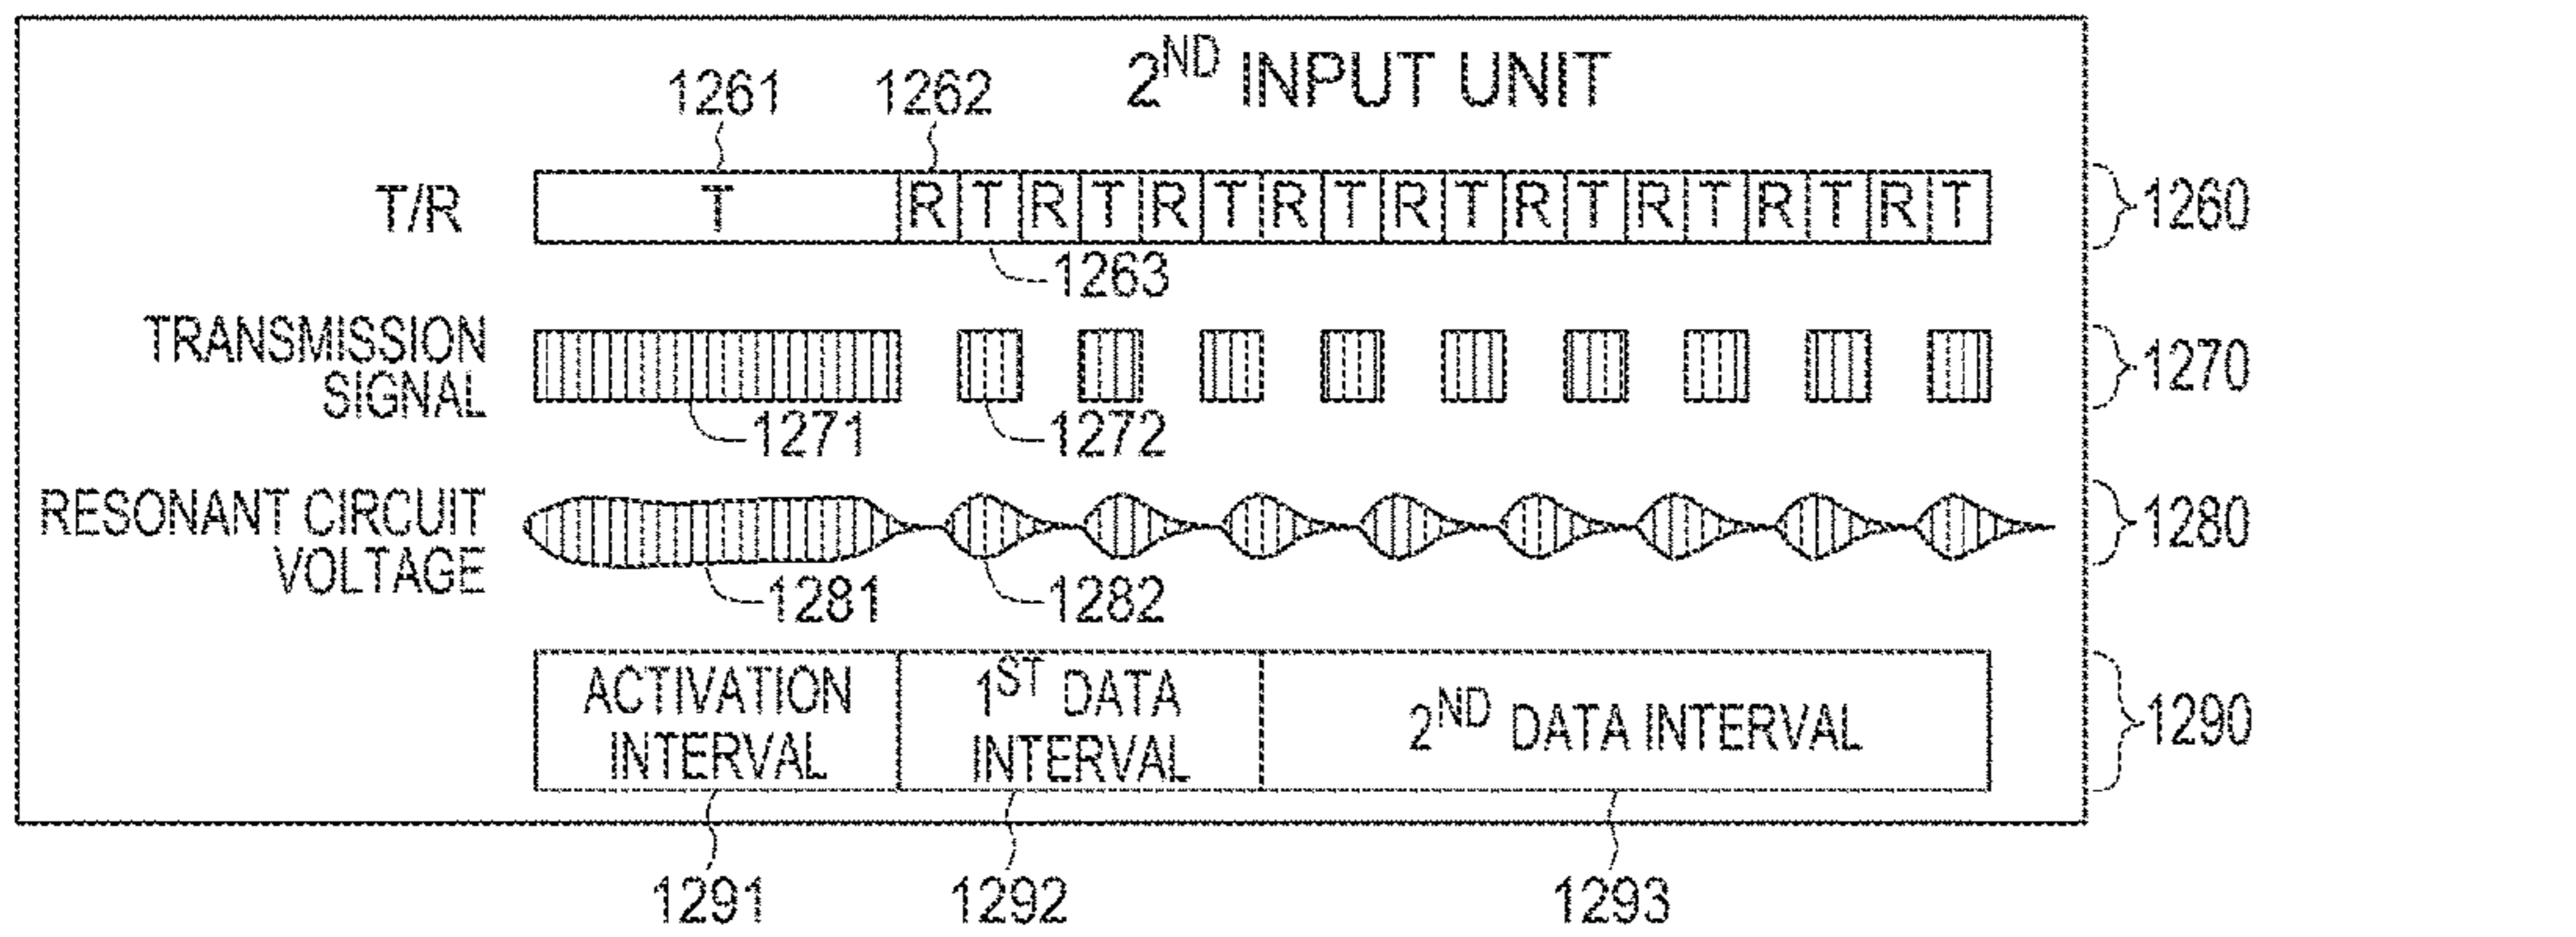 2ND INPUT UNIT
1261 1262
T/R T R T R T R T R T R T R T R T R T R T 1260
1263
TRANSMISSION
SIGNAL 1270
1271 1272
RESONANT CIRCUIT
VOLTAGE 1280
1281 1282
ACTIVATION
INTERVAL
1ST DATA
INTERVAL
2ND DATA INTERVAL
1290
1291 1292 1293